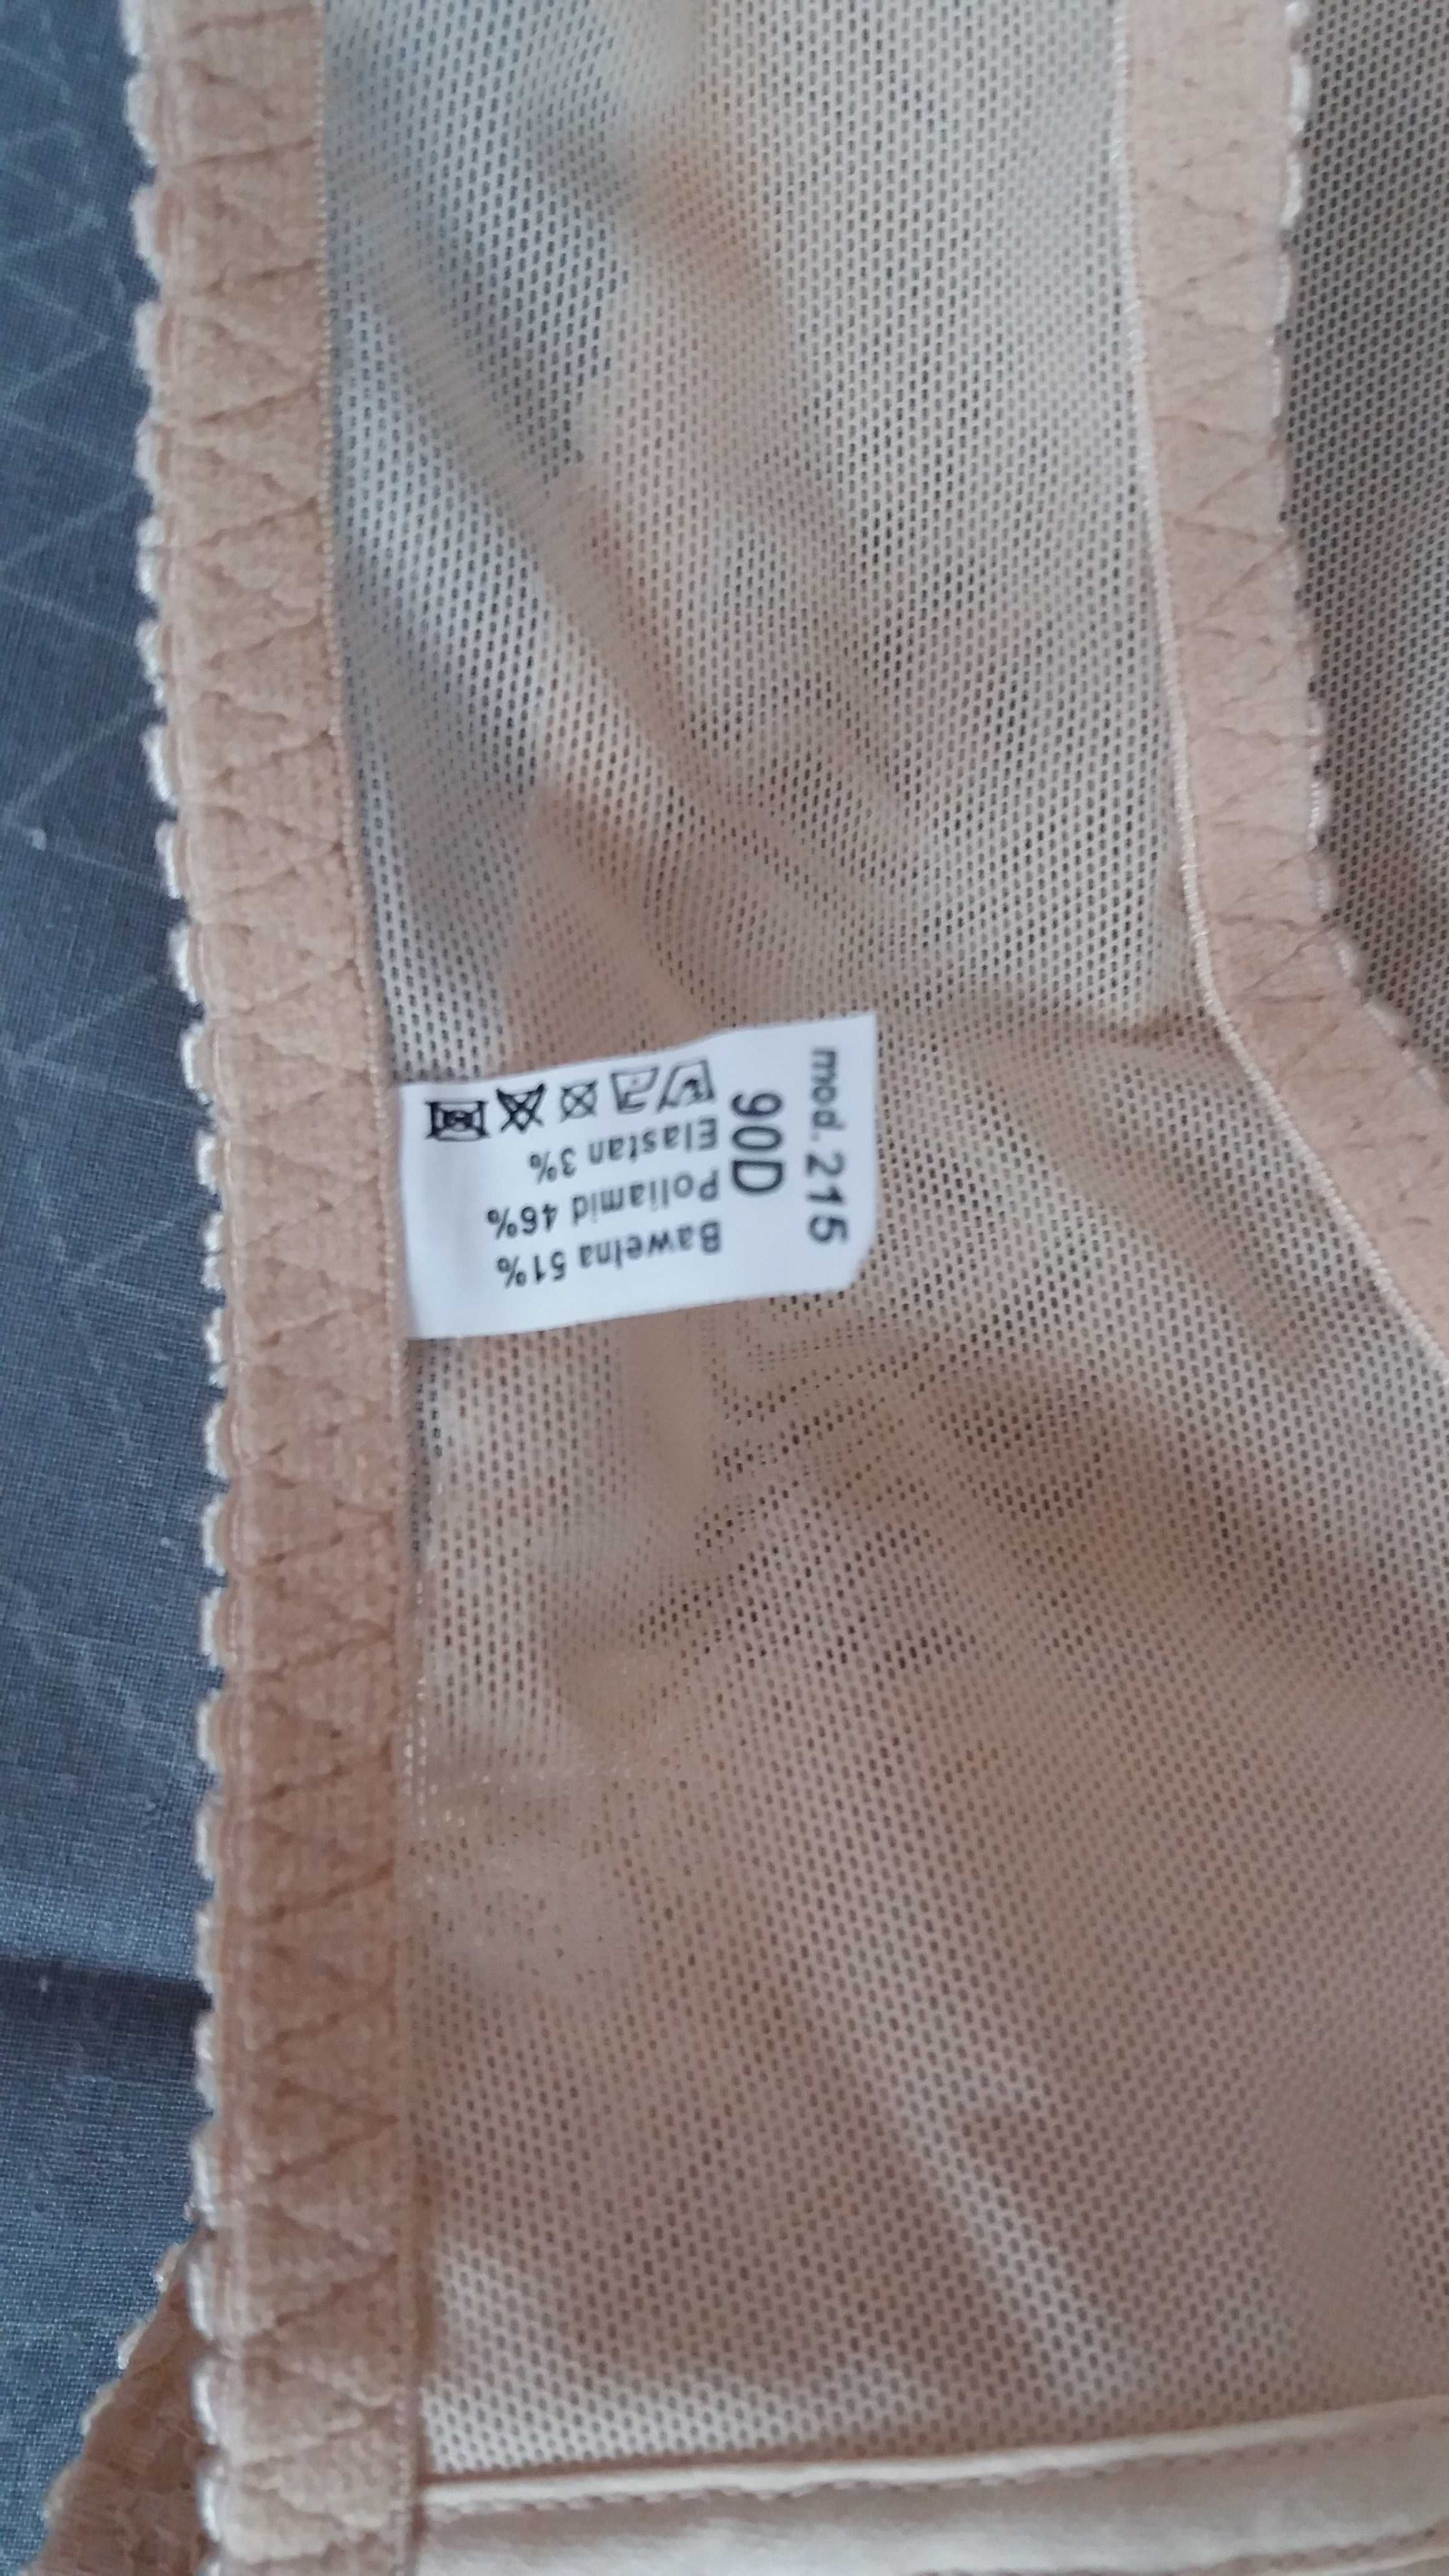 mod. 215
90D
Bawełna 51%
Poliamid 46%
Elastan 3%